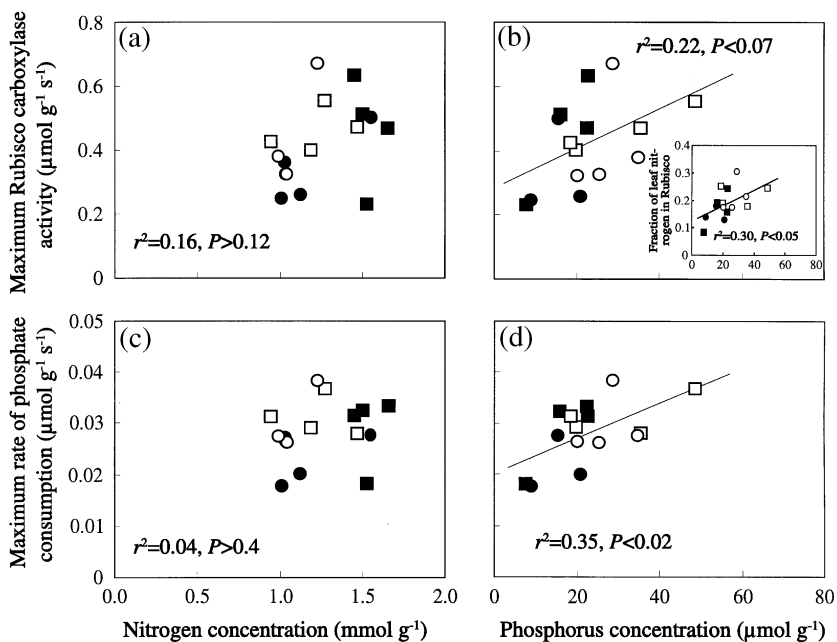 (a)
(b)
r²=0.22, P<0.07
r²=0.16, P>0.12
Maximum Rubisco carboxylase
activity (μmol g⁻¹ s⁻¹)
0.8
0.6
0.4
0.2
0
Fraction of leaf nit-
rogen in Rubisco
0.4
0.3
0.2
0.1
0
r²=0.30, P<0.05
0 20 40 60 80
(c)
(d)
Maximum rate of phosphate
consumption (μmol g⁻¹ s⁻¹)
0.05
0.04
0.03
0.02
0.01
0
r²=0.04, P>0.4
r²=0.35, P<0.02
0.0 0.5 1.0 1.5 2.0
0 20 40 60 80
Nitrogen concentration (mmol g⁻¹)
Phosphorus concentration (μmol g⁻¹)